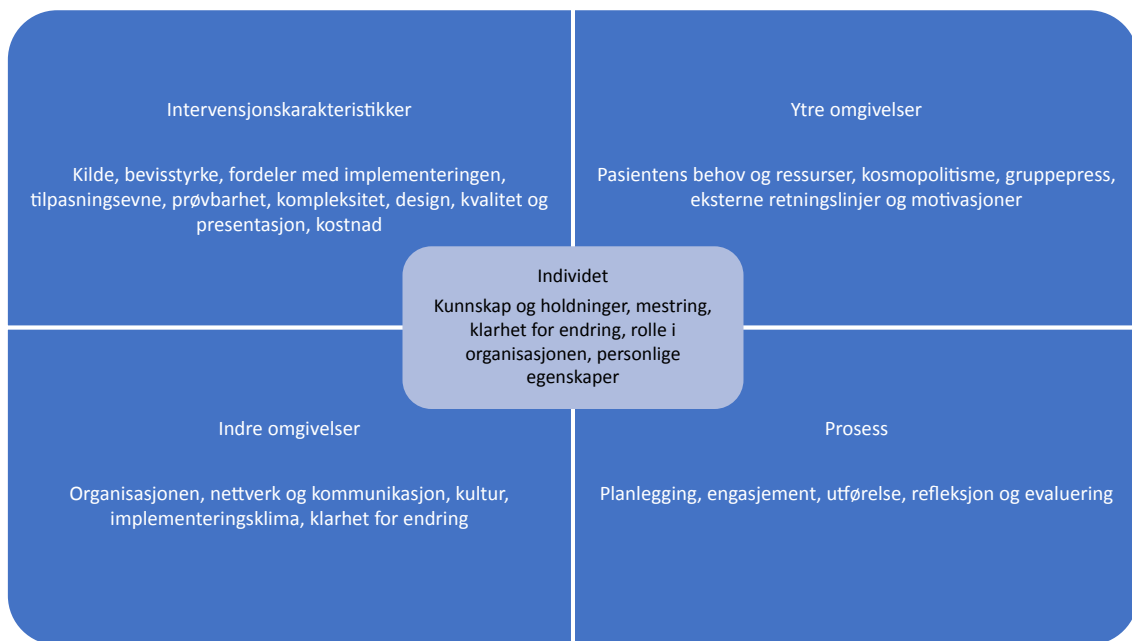 Intervensjonskarakteristikker
Kilde, bevisstyrke, fordeler med implementeringen,
tilpasningsevne, prøvbarhet, kompleksitet, design, kvalitet og
presentasjon, kostnad
Ytre omgivelser
Pasientens behov og ressurser, kosmopolitisme, gruppepress,
eksterne retningslinjer og motivasjoner
Individet
Kunnskap og holdninger, mestring,
klarhet for endring, rolle i
organisasjonen, personlige
egenskaper
Indre omgivelser
Organisasjonen, nettverk og kommunikasjon, kultur,
implementeringsklima, klarhet for endring
Prosess
Planlegging, engasjement, utførelse, refleksjon og evaluering